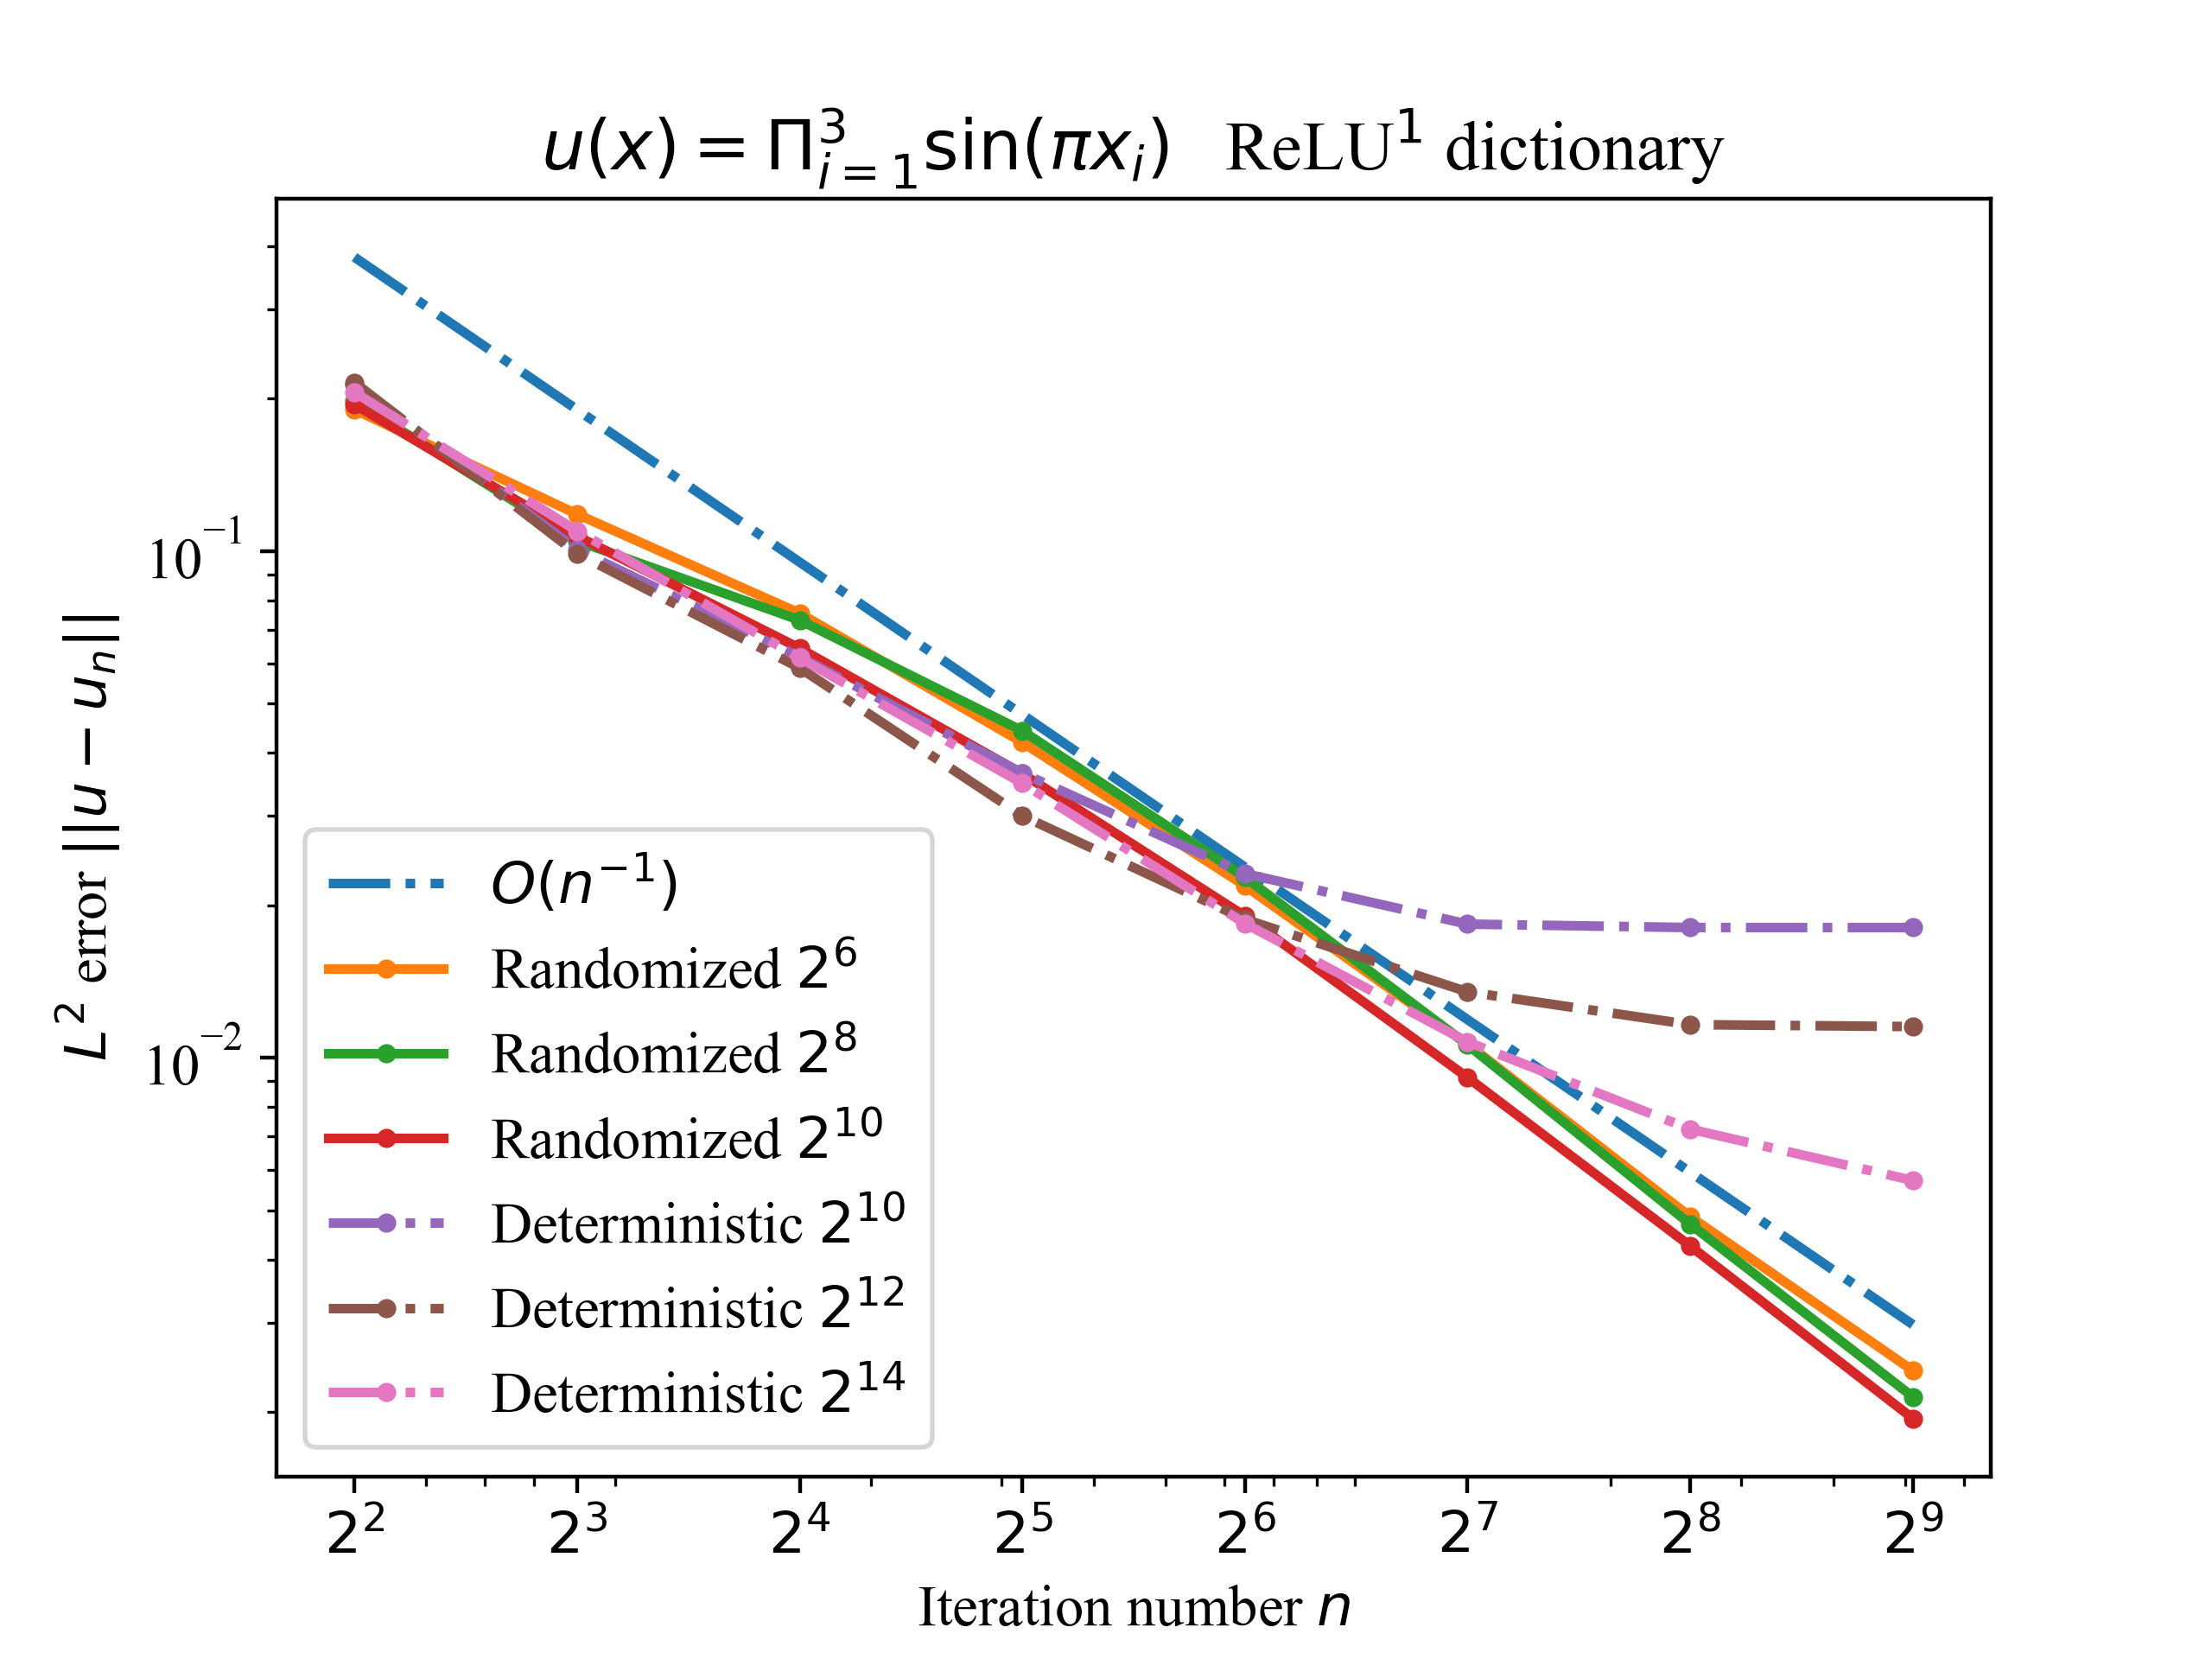 u(x) = Π³ᵢ₌₁sin(πxᵢ) ReLU¹ dictionary
L² error ||u − uₙ||
10⁻¹
10⁻²
O(n⁻¹)
Randomized 2⁶
Randomized 2⁸
Randomized 2¹⁰
Deterministic 2¹⁰
Deterministic 2¹²
Deterministic 2¹⁴
2² 2³ 2⁴ 2⁵ 2⁶ 2⁷ 2⁸ 2⁹
Iteration number n